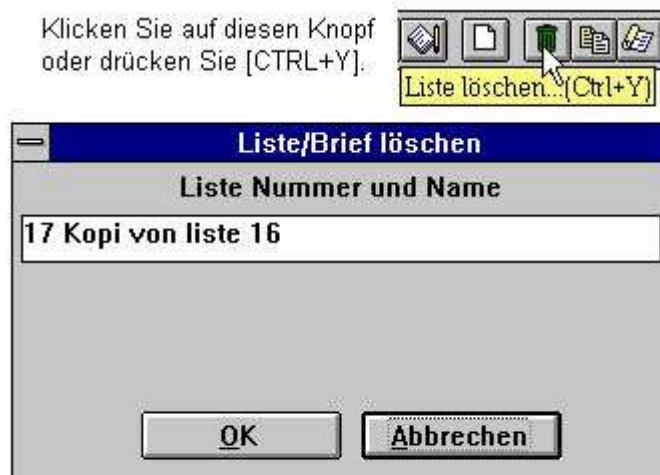 Klicken Sie auf diesen Knopf
oder drücken Sie [CTRL+Y].
Liste löschen...(Ctrl+Y)
Liste/Brief löschen
Liste Nummer und Name
17 Kopi von liste 16
OK
Abbrechen